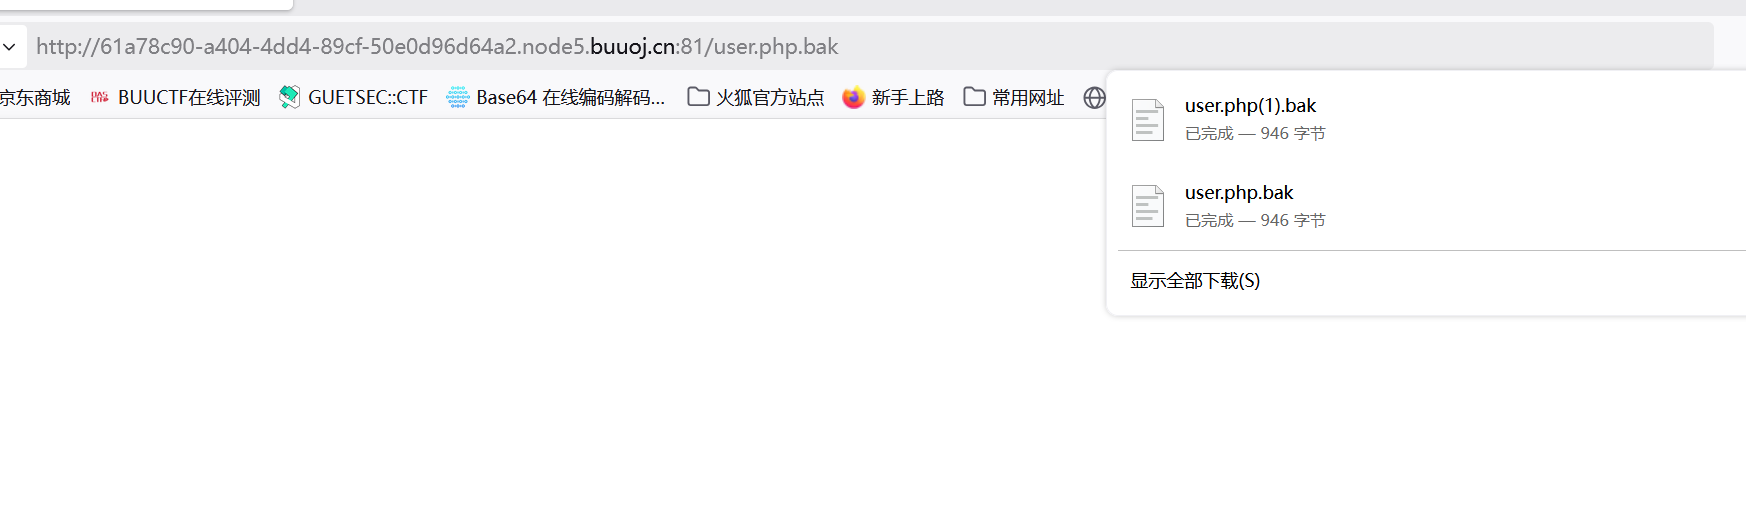 http://61a78c90-a404-4dd4-89cf-50e0d96d64a2.node5.buuoj.cn:81/user.php.bak
京东商城 BUUCTF在线评测 GUETSEC::CTF Base64 在线编码解码... 火狐官方站点 新手上路 常用网址
user.php(1).bak
已完成 — 946 字节
user.php.bak
已完成 — 946 字节
显示全部下载(S)